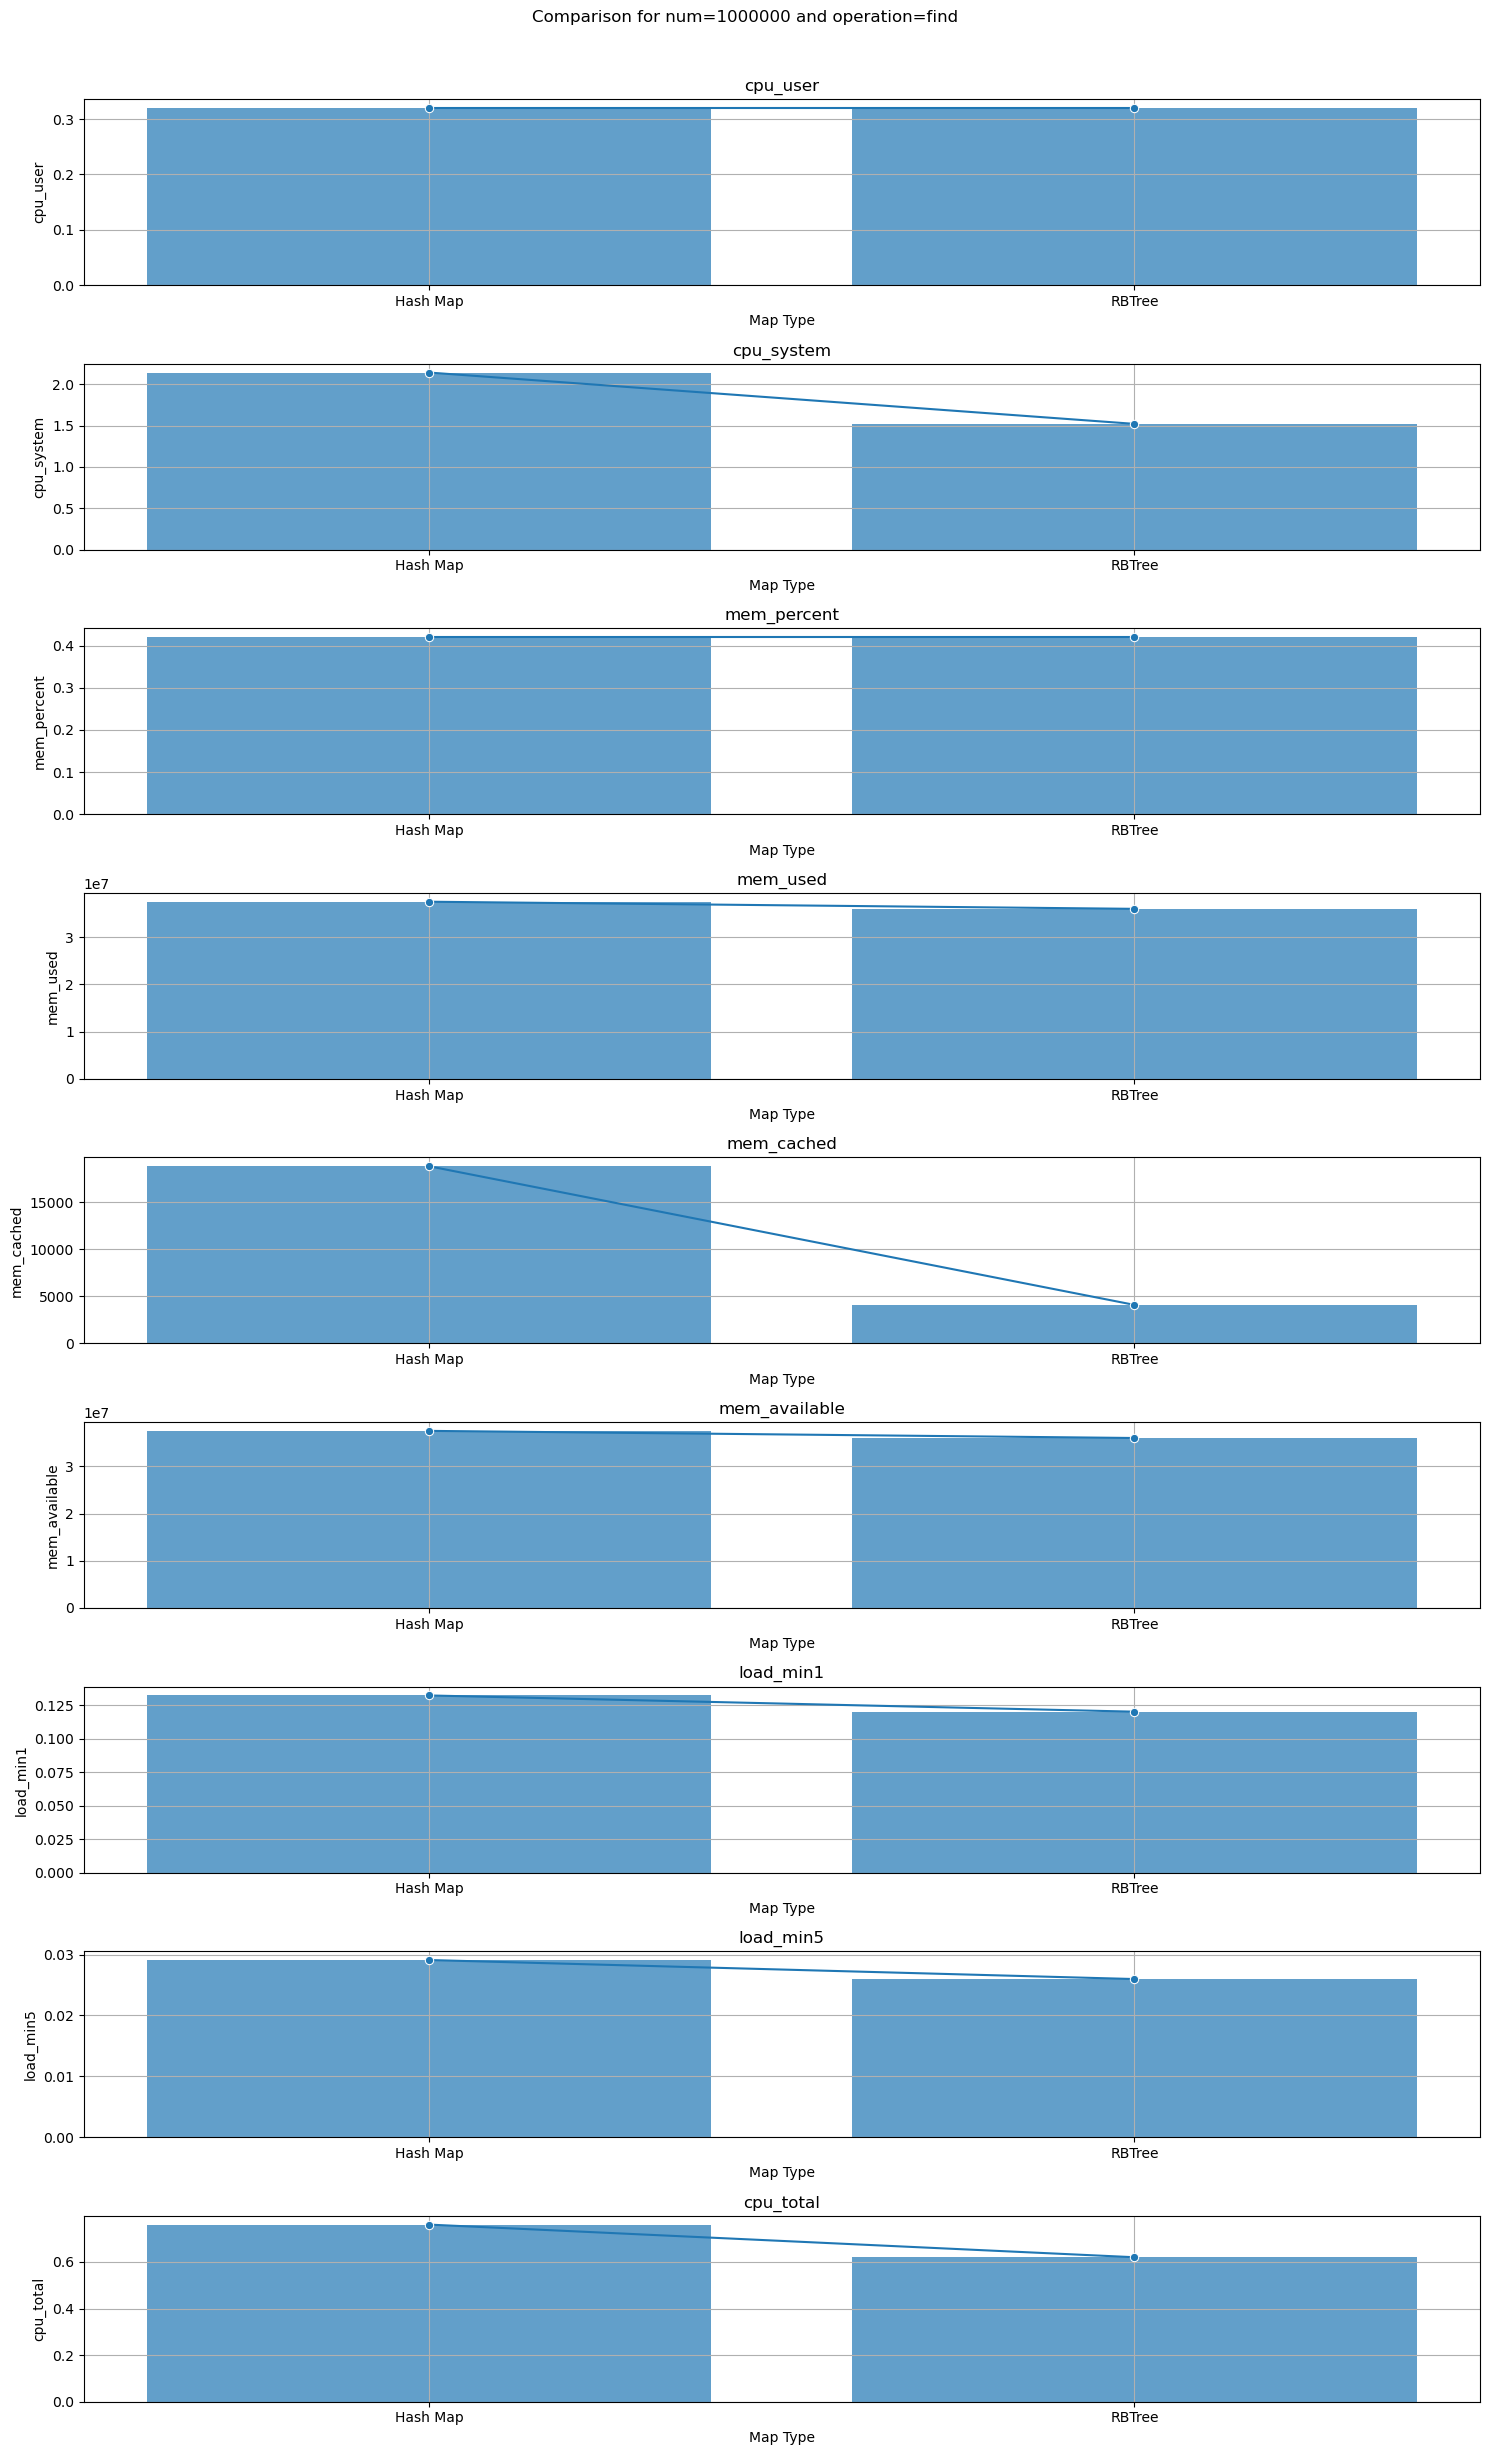 Comparison for num=1000000 and operation=find
cpu_user
cpu_user
0.3
0.2
0.1
0.0
Hash Map RBTree
Map Type
cpu_system
cpu_system
2.0
1.5
1.0
0.5
0.0
Hash Map RBTree
Map Type
mem_percent
mem_percent
0.4
0.3
0.2
0.1
0.0
Hash Map RBTree
Map Type
1e7
mem_used
mem_used
3
2
1
0
Hash Map RBTree
Map Type
mem_cached
mem_cached
15000
10000
5000
0
Hash Map RBTree
Map Type
1e7
mem_available
mem_available
3
2
1
0
Hash Map RBTree
Map Type
load_min1
load_min1
0.125
0.100
0.075
0.050
0.025
0.000
Hash Map RBTree
Map Type
load_min5
load_min5
0.03
0.02
0.01
0.00
Hash Map RBTree
Map Type
cpu_total
cpu_total
0.6
0.4
0.2
0.0
Hash Map RBTree
Map Type